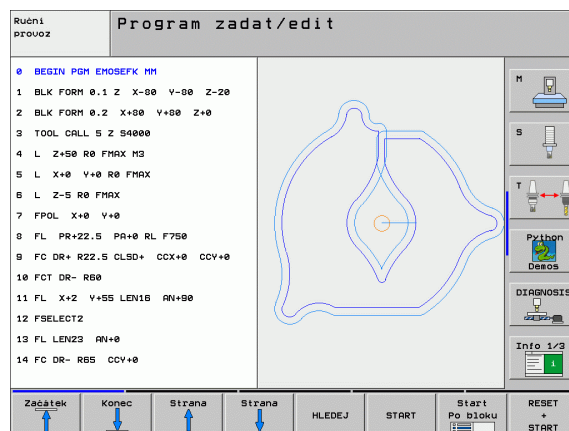 Ručni
provoz
Program zadat/edit
0 BEGIN PGM EMOSEFK MM
1 BLK FORM 0.1 Z X-80 Y-80 Z-20
2 BLK FORM 0.2 X+80 Y+80 Z+0
3 TOOL CALL 5 Z S4000
4 L Z+50 R0 FMAX M3
5 L X+0 Y+0 R0 FMAX
6 L Z-5 R0 FMAX
7 FPOL X+0 Y+0
8 FL PR+22.5 PA+0 RL F750
9 FC DR+ R22.5 CLSD+ CCX+0 CCY+0
10 FCT DR- R60
11 FL X+2 Y+55 LEN16 AN+90
12 FSELECT2
13 FL LEN23 AN+0
14 FC DR- R65 CCY+0
M
S
T
Python
Demos
DIAGNOSIS
Info 1/3
i
Začátek
Konec
Strana
Strana
HLEDEJ
START
Start
Po bloku
RESET
+
START